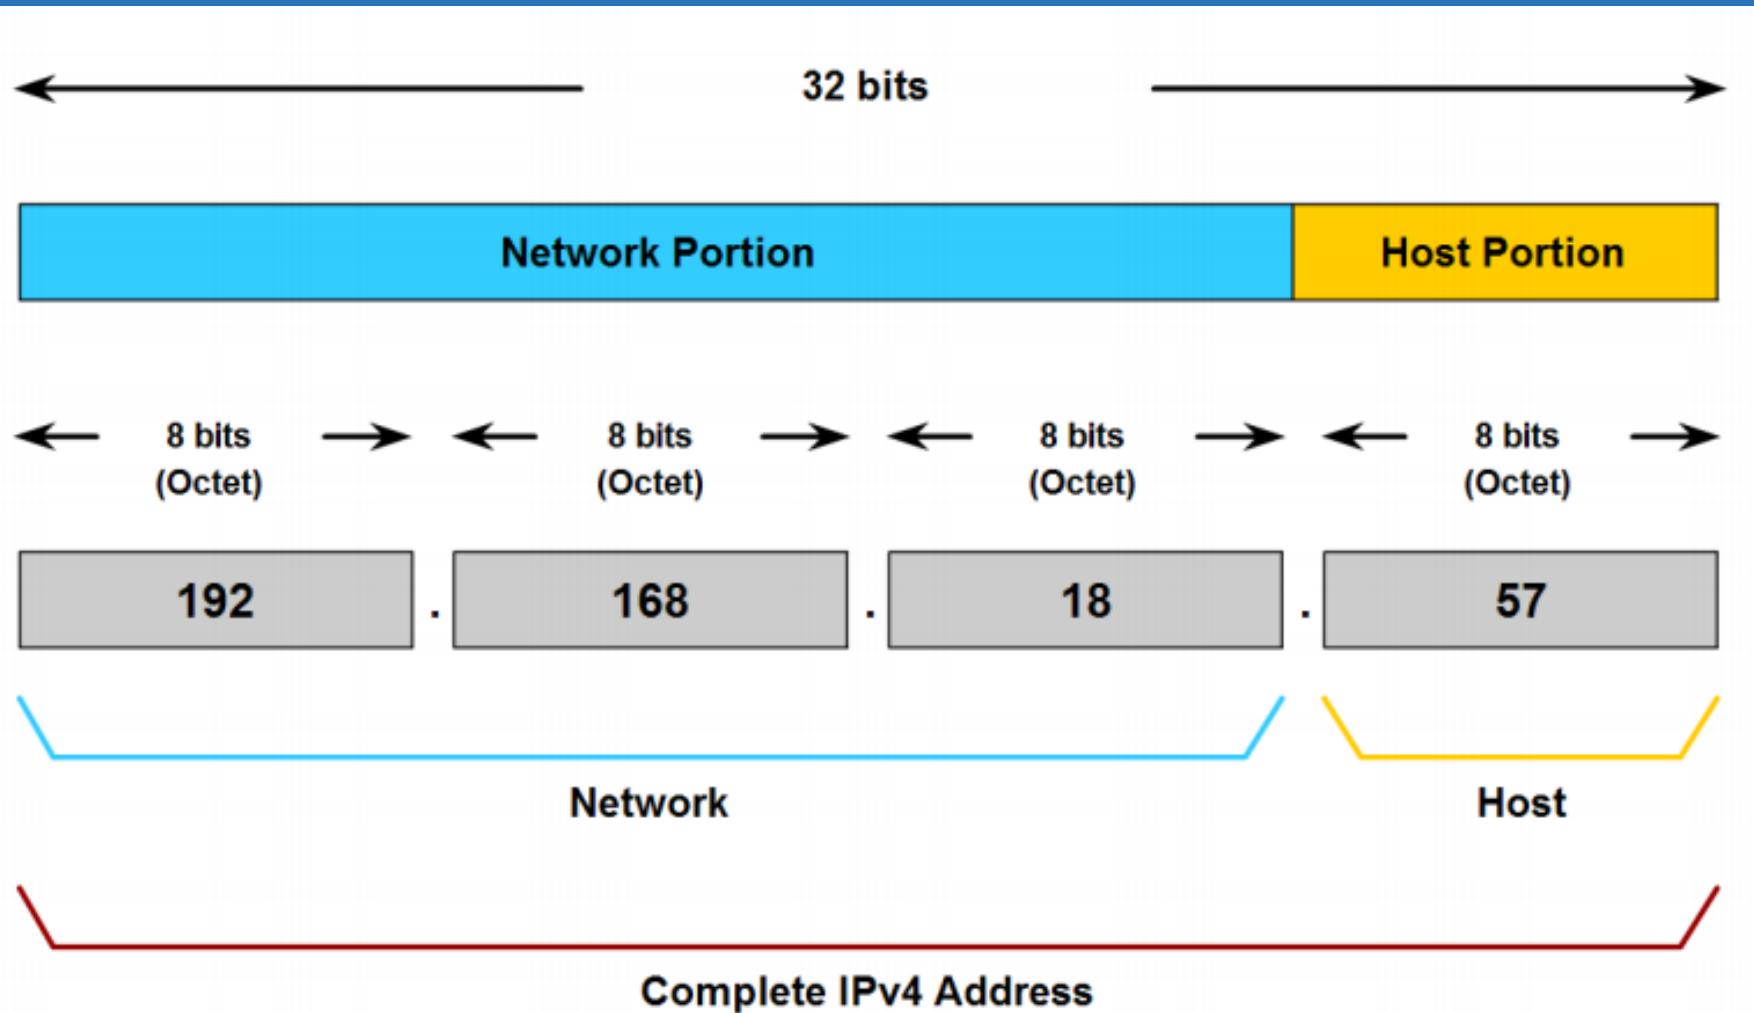 32 bits
Network Portion Host Portion
8 bits 8 bits 8 bits 8 bits
(Octet) (Octet) (Octet) (Octet)
192 . 168 . 18 . 57
Network Host
Complete IPv4 Address